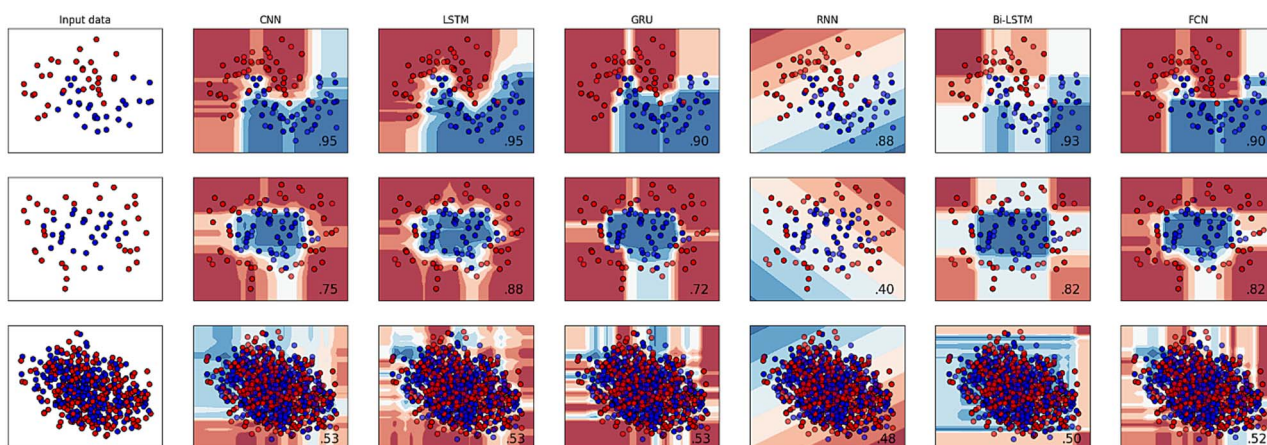 Input data CNN LSTM GRU RNN Bi-LSTM FCN
.95 .95 .90 .88 .93 .90
.75 .88 .72 .40 .82 .82
.53 .53 .53 .48 .50 .52